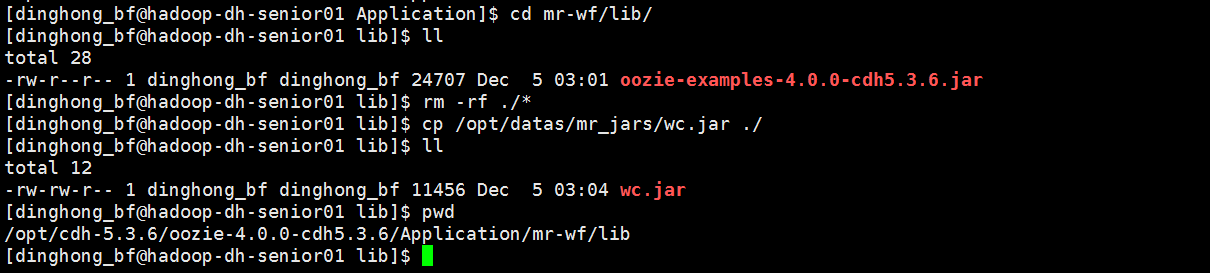 [dinghong_bf@hadoop-dh-senior01 Application]$ cd mr-wf/lib/
[dinghong_bf@hadoop-dh-senior01 lib]$ ll
total 28
-rw-r--r-- 1 dinghong_bf dinghong_bf 24707 Dec  5 03:01 oozie-examples-4.0.0-cdh5.3.6.jar
[dinghong_bf@hadoop-dh-senior01 lib]$ rm -rf ./*
[dinghong_bf@hadoop-dh-senior01 lib]$ cp /opt/datas/mr_jars/wc.jar ./
[dinghong_bf@hadoop-dh-senior01 lib]$ ll
total 12
-rw-rw-r-- 1 dinghong_bf dinghong_bf 11456 Dec  5 03:04 wc.jar
[dinghong_bf@hadoop-dh-senior01 lib]$ pwd
/opt/cdh-5.3.6/oozie-4.0.0-cdh5.3.6/Application/mr-wf/lib
[dinghong_bf@hadoop-dh-senior01 lib]$